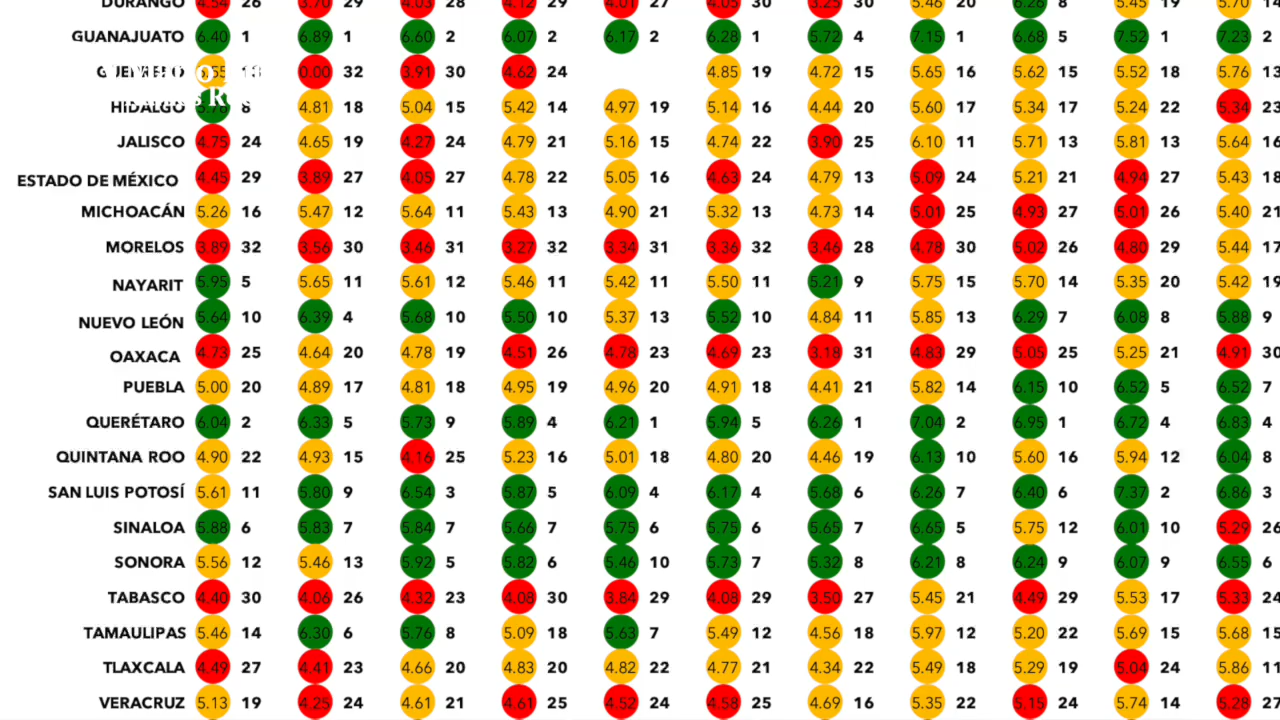 DURANGO 4.54 26 3.70 29 4.03 28 4.12 29 4.01 27 4.05 30 3.25 30 5.46 20 6.26 8 5.45 19 5.70 14
GUANAJUATO 6.40 1 6.89 1 6.60 2 6.07 2 6.17 2 6.28 1 5.72 4 7.15 1 6.68 5 7.52 1 7.23 2
0.00 32 3.91 30 4.62 24 4.85 19 4.72 15 5.65 16 5.62 15 5.52 18 5.76 13
HIDALGO 8 4.81 18 5.04 15 5.42 14 4.97 19 5.14 16 4.44 20 5.60 17 5.34 17 5.24 22 5.34 23
JALISCO 4.75 24 4.65 19 4.27 24 4.79 21 5.16 15 4.74 22 3.90 25 6.10 11 5.71 13 5.81 13 5.64 16
ESTADO DE MÉXICO 4.45 29 3.89 27 4.05 27 4.78 22 5.05 16 4.63 24 4.79 13 5.09 24 5.21 21 4.94 27 5.43 18
MICHOACÁN 5.26 16 5.47 12 5.64 11 5.43 13 4.90 21 5.32 13 4.73 14 5.01 25 4.93 27 5.01 26 5.40 21
MORELOS 3.89 32 3.56 30 3.46 31 3.27 32 3.34 31 3.36 32 3.46 28 4.78 30 5.02 26 4.80 29 5.44 17
NAYARIT 5.95 5 5.65 11 5.61 12 5.46 11 5.42 11 5.50 11 5.21 9 5.75 15 5.70 14 5.35 20 5.42 19
NUEVO LEÓN 5.64 10 6.39 4 5.68 10 5.50 10 5.37 13 5.52 10 4.84 11 5.85 13 6.29 7 6.08 8 5.88 9
OAXACA 4.73 25 4.64 20 4.78 19 4.51 26 4.78 23 4.69 23 3.18 31 4.83 29 5.05 25 5.25 21 4.91 30
PUEBLA 5.00 20 4.89 17 4.81 18 4.95 19 4.96 20 4.91 18 4.41 21 5.82 14 6.15 10 6.52 5 6.52 7
QUERÉTARO 6.04 2 6.33 5 5.73 9 5.89 4 6.21 1 5.94 5 6.26 1 7.04 2 6.95 1 6.72 4 6.83 4
QUINTANA ROO 4.90 22 4.93 15 4.16 25 5.23 16 5.01 18 4.80 20 4.46 19 6.13 10 5.60 16 5.94 12 6.04 8
SAN LUIS POTOSÍ 5.61 11 5.80 9 6.54 3 5.87 5 6.09 4 6.17 4 5.68 6 6.26 7 6.40 6 7.37 2 6.86 3
SINALOA 5.88 6 5.83 7 5.84 7 5.66 7 5.75 6 5.75 6 5.65 7 6.65 5 5.75 12 6.01 10 5.29 26
SONORA 5.56 12 5.46 13 5.92 5 5.82 6 5.46 10 5.73 7 5.32 8 6.21 8 6.24 9 6.07 9 6.55 6
TABASCO 4.40 30 4.06 26 4.32 23 4.08 30 3.84 29 4.08 29 3.50 27 5.45 21 4.49 29 5.53 17 5.33 24
TAMAULIPAS 5.46 14 6.30 6 5.76 8 5.09 18 5.63 7 5.49 12 4.56 18 5.97 12 5.20 22 5.69 15 5.68 15
TLAXCALA 4.49 27 4.41 23 4.66 20 4.83 20 4.82 22 4.77 21 4.34 22 5.49 18 5.29 19 5.04 24 5.86 11
VERACRUZ 5.13 19 4.25 24 4.61 21 4.61 25 4.52 24 4.58 25 4.69 16 5.35 22 5.15 24 5.74 14 5.28 27